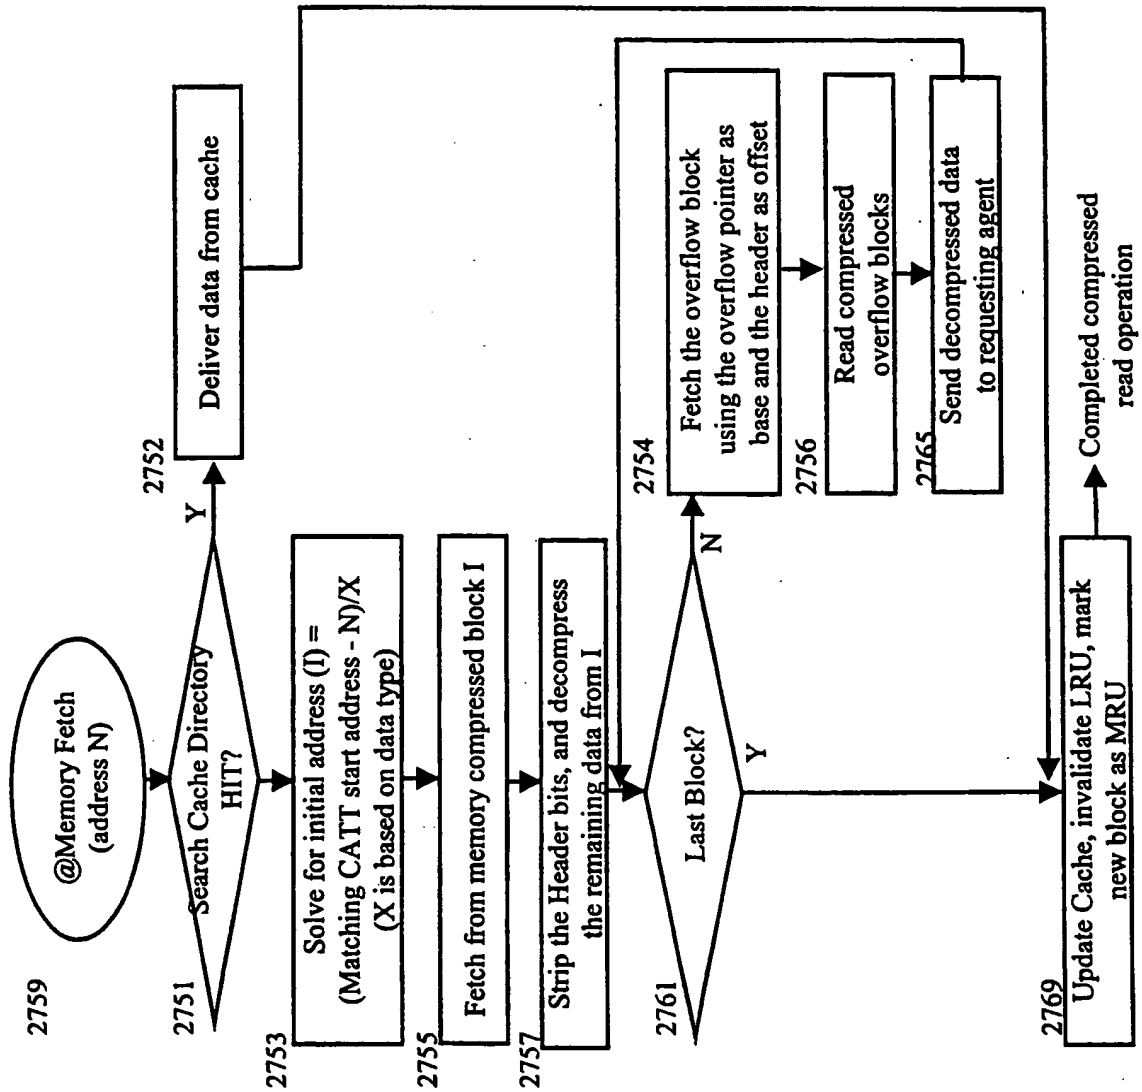 2759
@Memory Fetch
(address N)
2751
Search Cache Directory
HIT?
Y
2752
Deliver data from cache
2753
Solve for initial address (I) =
(Matching CATT start address - N)/X
(X is based on data type)
2755
Fetch from memory compressed block I
2757
Strip the Header bits, and decompress
the remaining data from I
2761
Last Block?
N
Y
2754
Fetch the overflow block
using the overflow pointer as
base and the header as offset
2756
Read compressed
overflow blocks
2765
Send decompressed data
to requesting agent
2769
Update Cache, invalidate LRU, mark
new block as MRU
Completed compressed
read operation